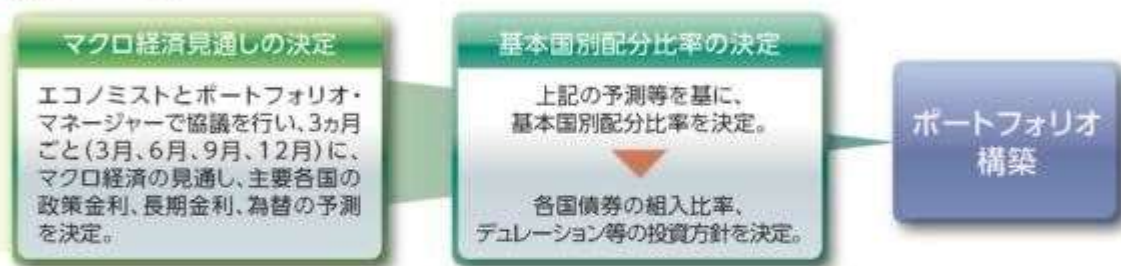 マクロ経済見通しの決定
エコノミストとポートフォリオ・
マネージャーで協議を行い、3ヵ月
ごと(3月、6月、9月、12月)に、
マクロ経済の見通し、主要各国の
政策金利、長期金利、為替の予測
を決定。
基本国別配分比率の決定
上記の予測等を基に、
基本国別配分比率を決定。
各国債券の組入比率、
デュレーション等の投資方針を決定。
ポートフォリオ
構築